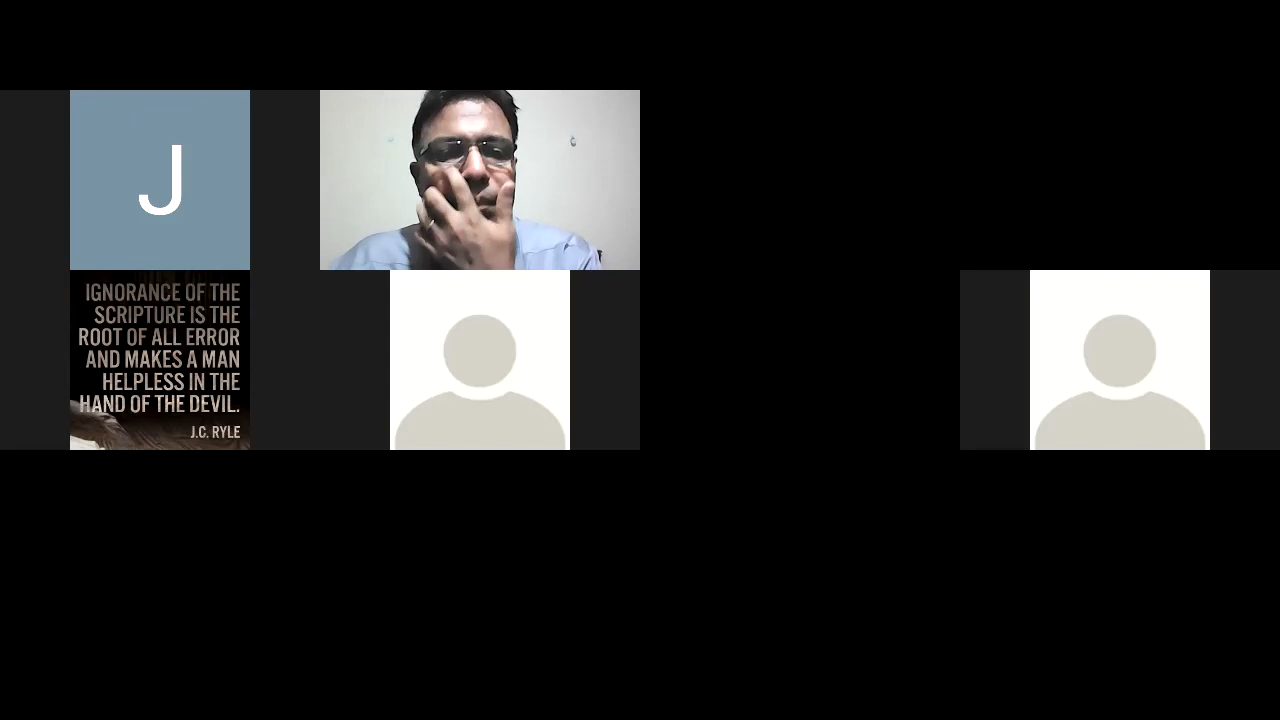 J
IGNORANCE OF THE
SCRIPTURE IS THE
ROOT OF ALL ERROR
AND MAKES A MAN
HELPLESS IN THE
HAND OF THE DEVIL.
J.C. RYLE